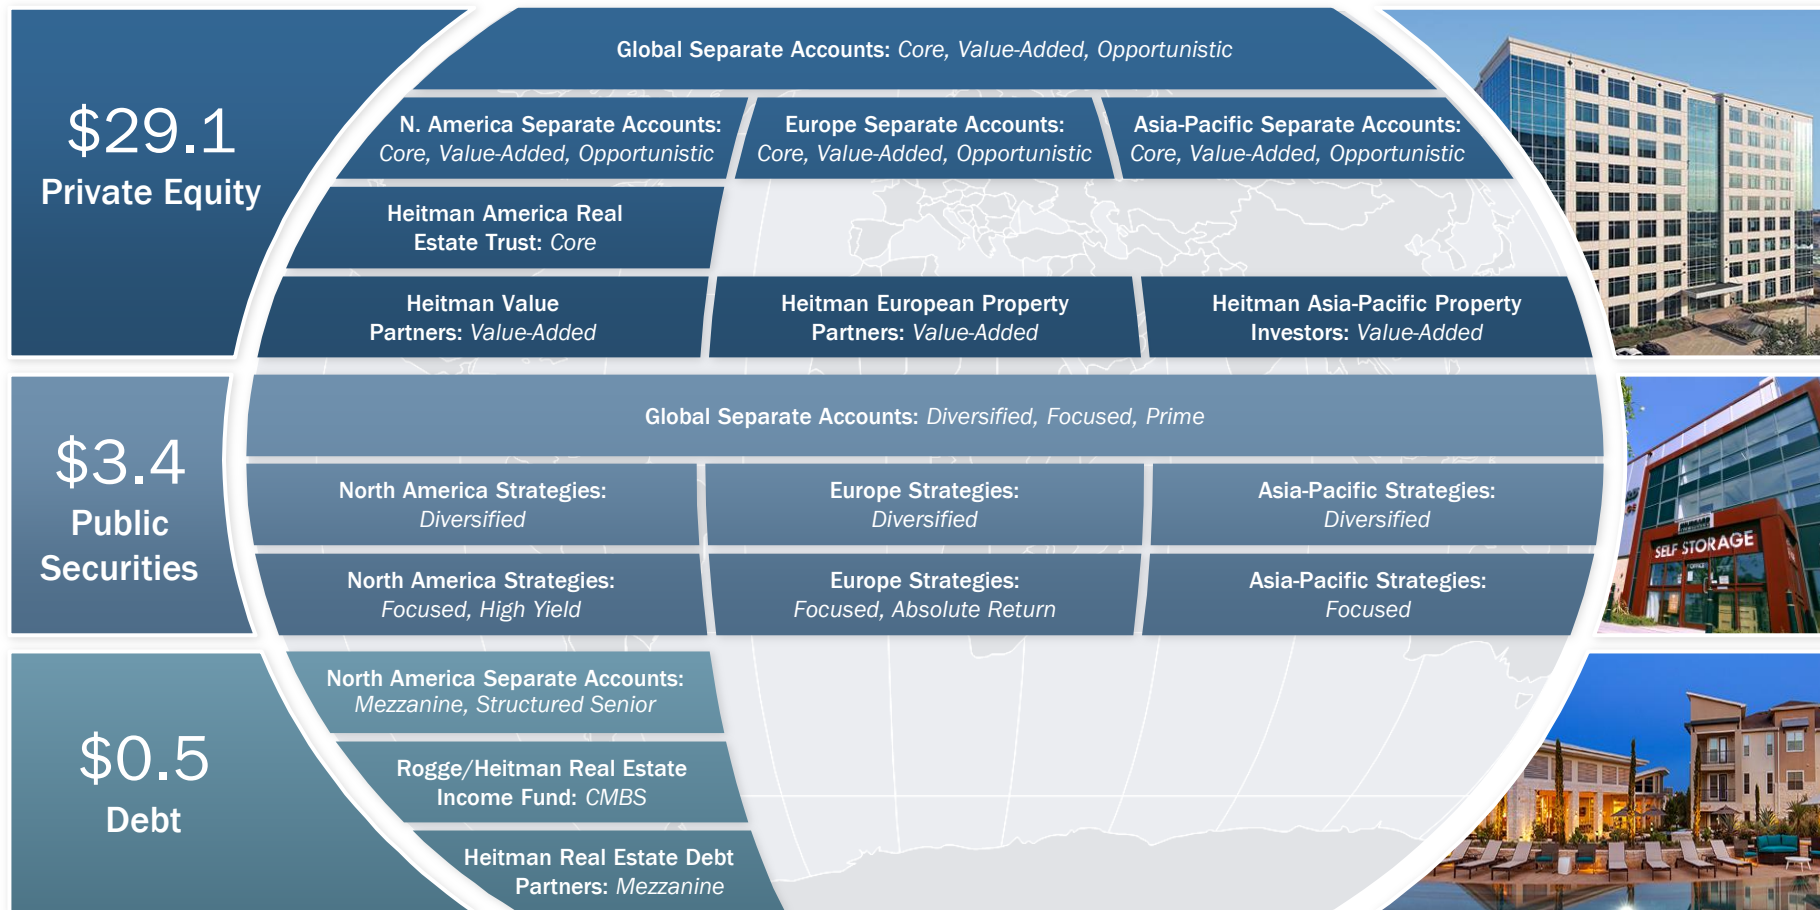 $29.1
Private Equity
Global Separate Accounts: Core, Value-Added, Opportunistic
N. America Separate Accounts:
Core, Value-Added, Opportunistic
Europe Separate Accounts:
Core, Value-Added, Opportunistic
Asia-Pacific Separate Accounts:
Core, Value-Added, Opportunistic
Heitman America Real
Estate Trust: Core
Heitman Value
Partners: Value-Added
Heitman European Property
Partners: Value-Added
Heitman Asia-Pacific Property
Investors: Value-Added
$3.4
Public
Securities
Global Separate Accounts: Diversified, Focused, Prime
North America Strategies:
Diversified
Europe Strategies:
Diversified
Asia-Pacific Strategies:
Diversified
North America Strategies:
Focused, High Yield
Europe Strategies:
Focused, Absolute Return
Asia-Pacific Strategies:
Focused
SELF STORAGE
OFFICE
$0.5
Debt
North America Separate Accounts:
Mezzanine, Structured Senior
Rogge/Heitman Real Estate
Income Fund: CMBS
Heitman Real Estate Debt
Partners: Mezzanine